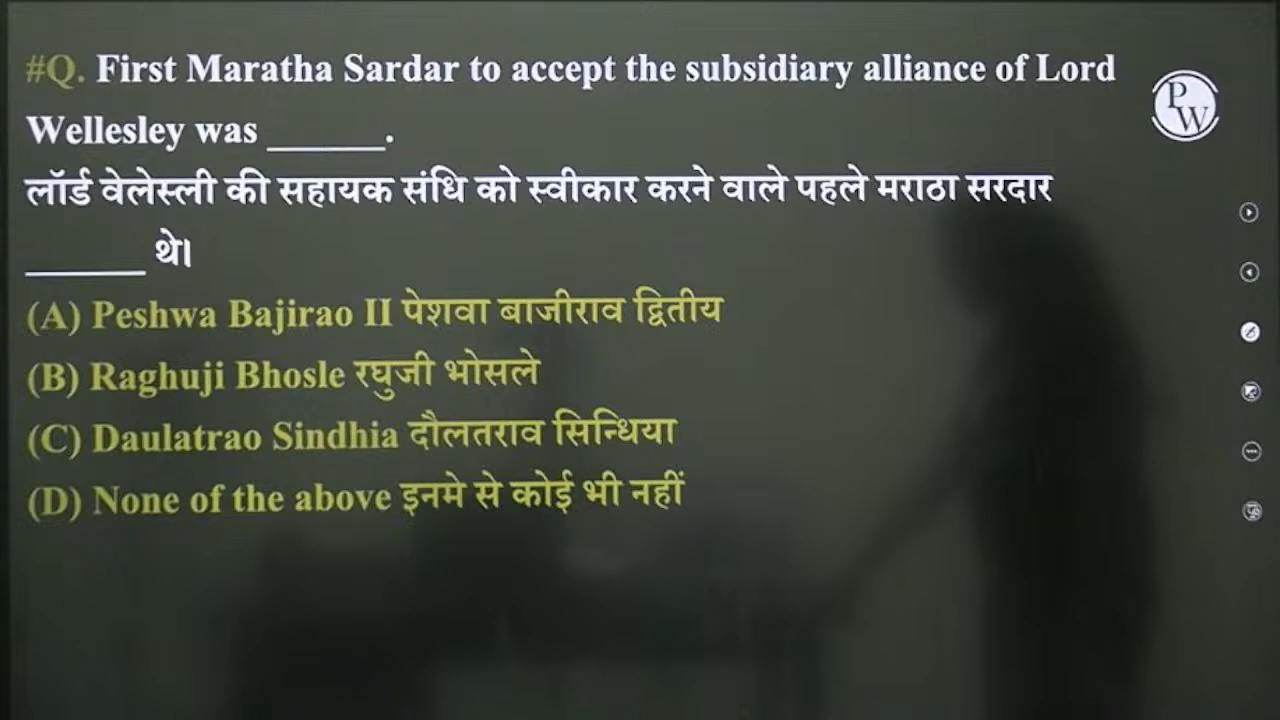 #Q. First Maratha Sardar to accept the subsidiary alliance of Lord
Wellesley was ______.
लॉर्ड वेलेस्ली की सहायक संधि को स्वीकार करने वाले पहले मराठा सरदार
______ थे।
(A) Peshwa Bajirao II पेशवा बाजीराव द्वितीय
(B) Raghuji Bhosle रघुजी भोसले
(C) Daulatrao Sindhia दौलतराव सिन्धिया
(D) None of the above इनमे से कोई भी नहीं
PW